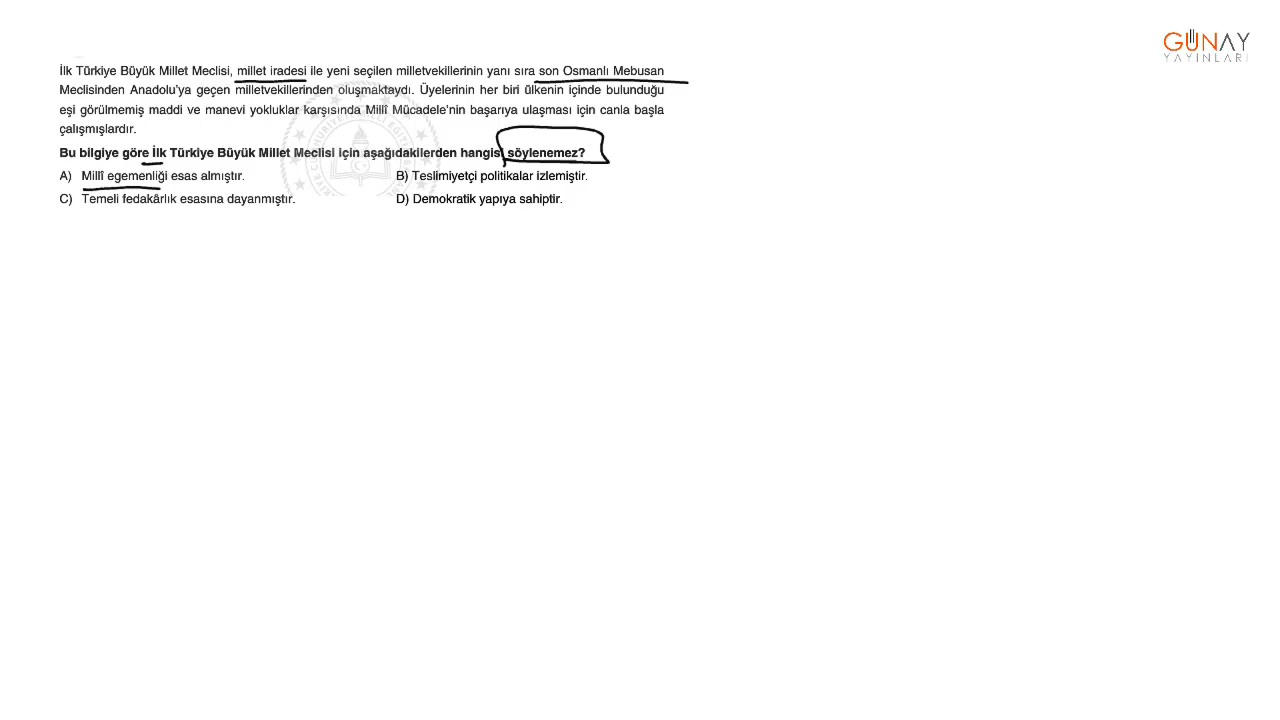 GÜNAY
YAYINLARI
İlk Türkiye Büyük Millet Meclisi, millet iradesi ile yeni seçilen milletvekillerinin yanı sıra son Osmanlı Mebusan
Meclisinden Anadolu'ya geçen milletvekillerinden oluşmaktaydı. Üyelerinin her biri ülkenin içinde bulunduğu
eşi görülmemiş maddi ve manevi yokluklar karşısında Millî Mücadele'nin başarıya ulaşması için canla başla
çalışmışlardır.
Bu bilgiye göre İlk Türkiye Büyük Millet Meclisi için aşağıdakilerden hangisi söylenemez?
A) Millî egemenliği esas almıştır. B) Teslimiyetçi politikalar izlemiştir.
C) Temeli fedakârlık esasına dayanmıştır. D) Demokratik yapıya sahiptir.